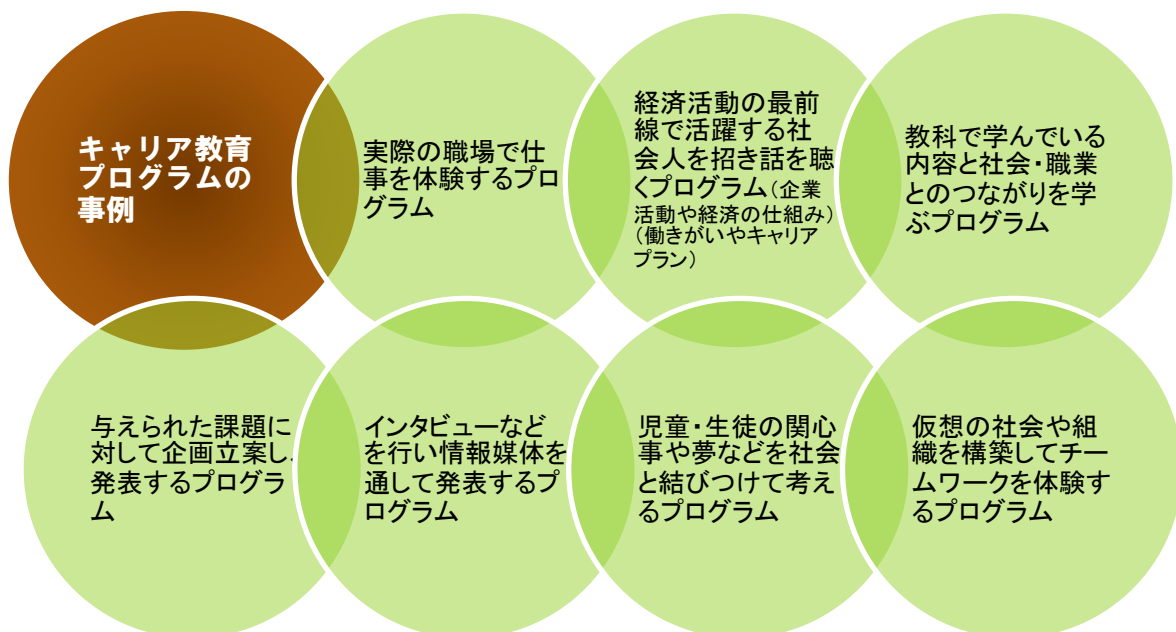 キャリア教育
プログラムの
事例
実際の職場で仕
事を体験するプロ
グラム
経済活動の最前
線で活躍する社
会人を招き話を聴
くプログラム（企業
活動や経済の仕組み）
（働きがいやキャリア
プラン）
教科で学んでいる
内容と社会・職業
とのつながりを学
ぶプログラム
与えられた課題に
対して企画立案し、
発表するプログラ
ム
インタビューなど
を行い情報媒体を
通して発表するプ
ログラム
児童・生徒の関心
事や夢などを社会
と結びつけて考え
るプログラム
仮想の社会や組
織を構築してチー
ムワークを体験す
るプログラム